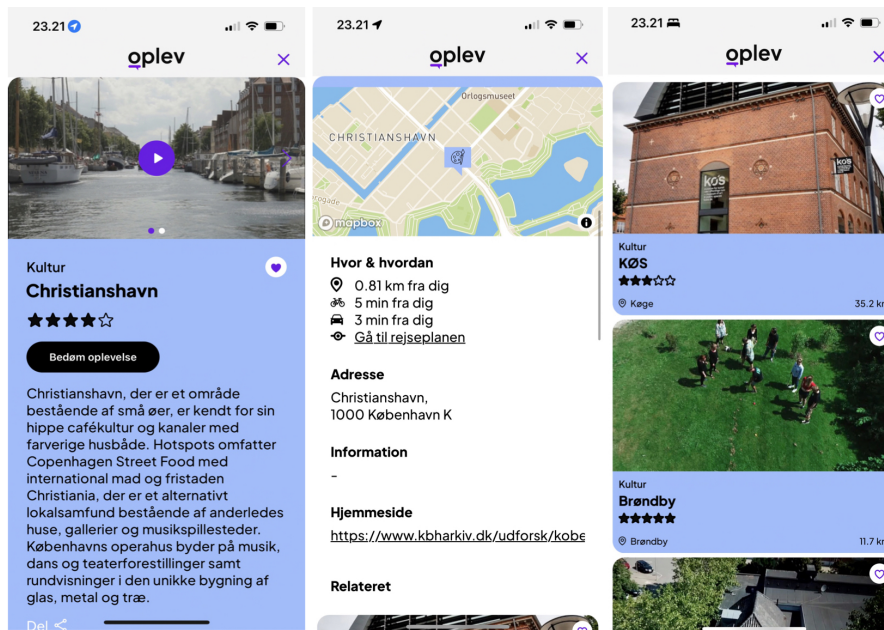 23.21
oplev
Kultur
Christianshavn
Bedøm oplevelse
Christianshavn, der er et område
bestående af små øer, er kendt for sin
hippe cafékultur og kanaler med
farverige husbåde. Hotspots omfatter
Copenhagen Street Food med
international mad og fristaden
Christiania, der er et alternativt
lokalsamfund bestående af anderledes
huse, gallerier og musikspillesteder.
Københavns operahus byder på musik,
dans og teaterforestillinger samt
rundvisninger i den unikke bygning af
glas, metal og træ.
Del
23.21
oplev
Orlogsmuseet
CHRISTIANSHAVN
rogade
mapbox
Hvor & hvordan
0.81 km fra dig
5 min fra dig
3 min fra dig
Gå til rejseplanen
Adresse
Christianshavn,
1000 København K
Information
-
Hjemmeside
https://www.kbharkiv.dk/udforsk/kobe
Relateret
23.21
oplev
KØS
KØS
Kultur
KØS
Køge
35.2 km
Kultur
Brøndby
Brøndby
11.7 km